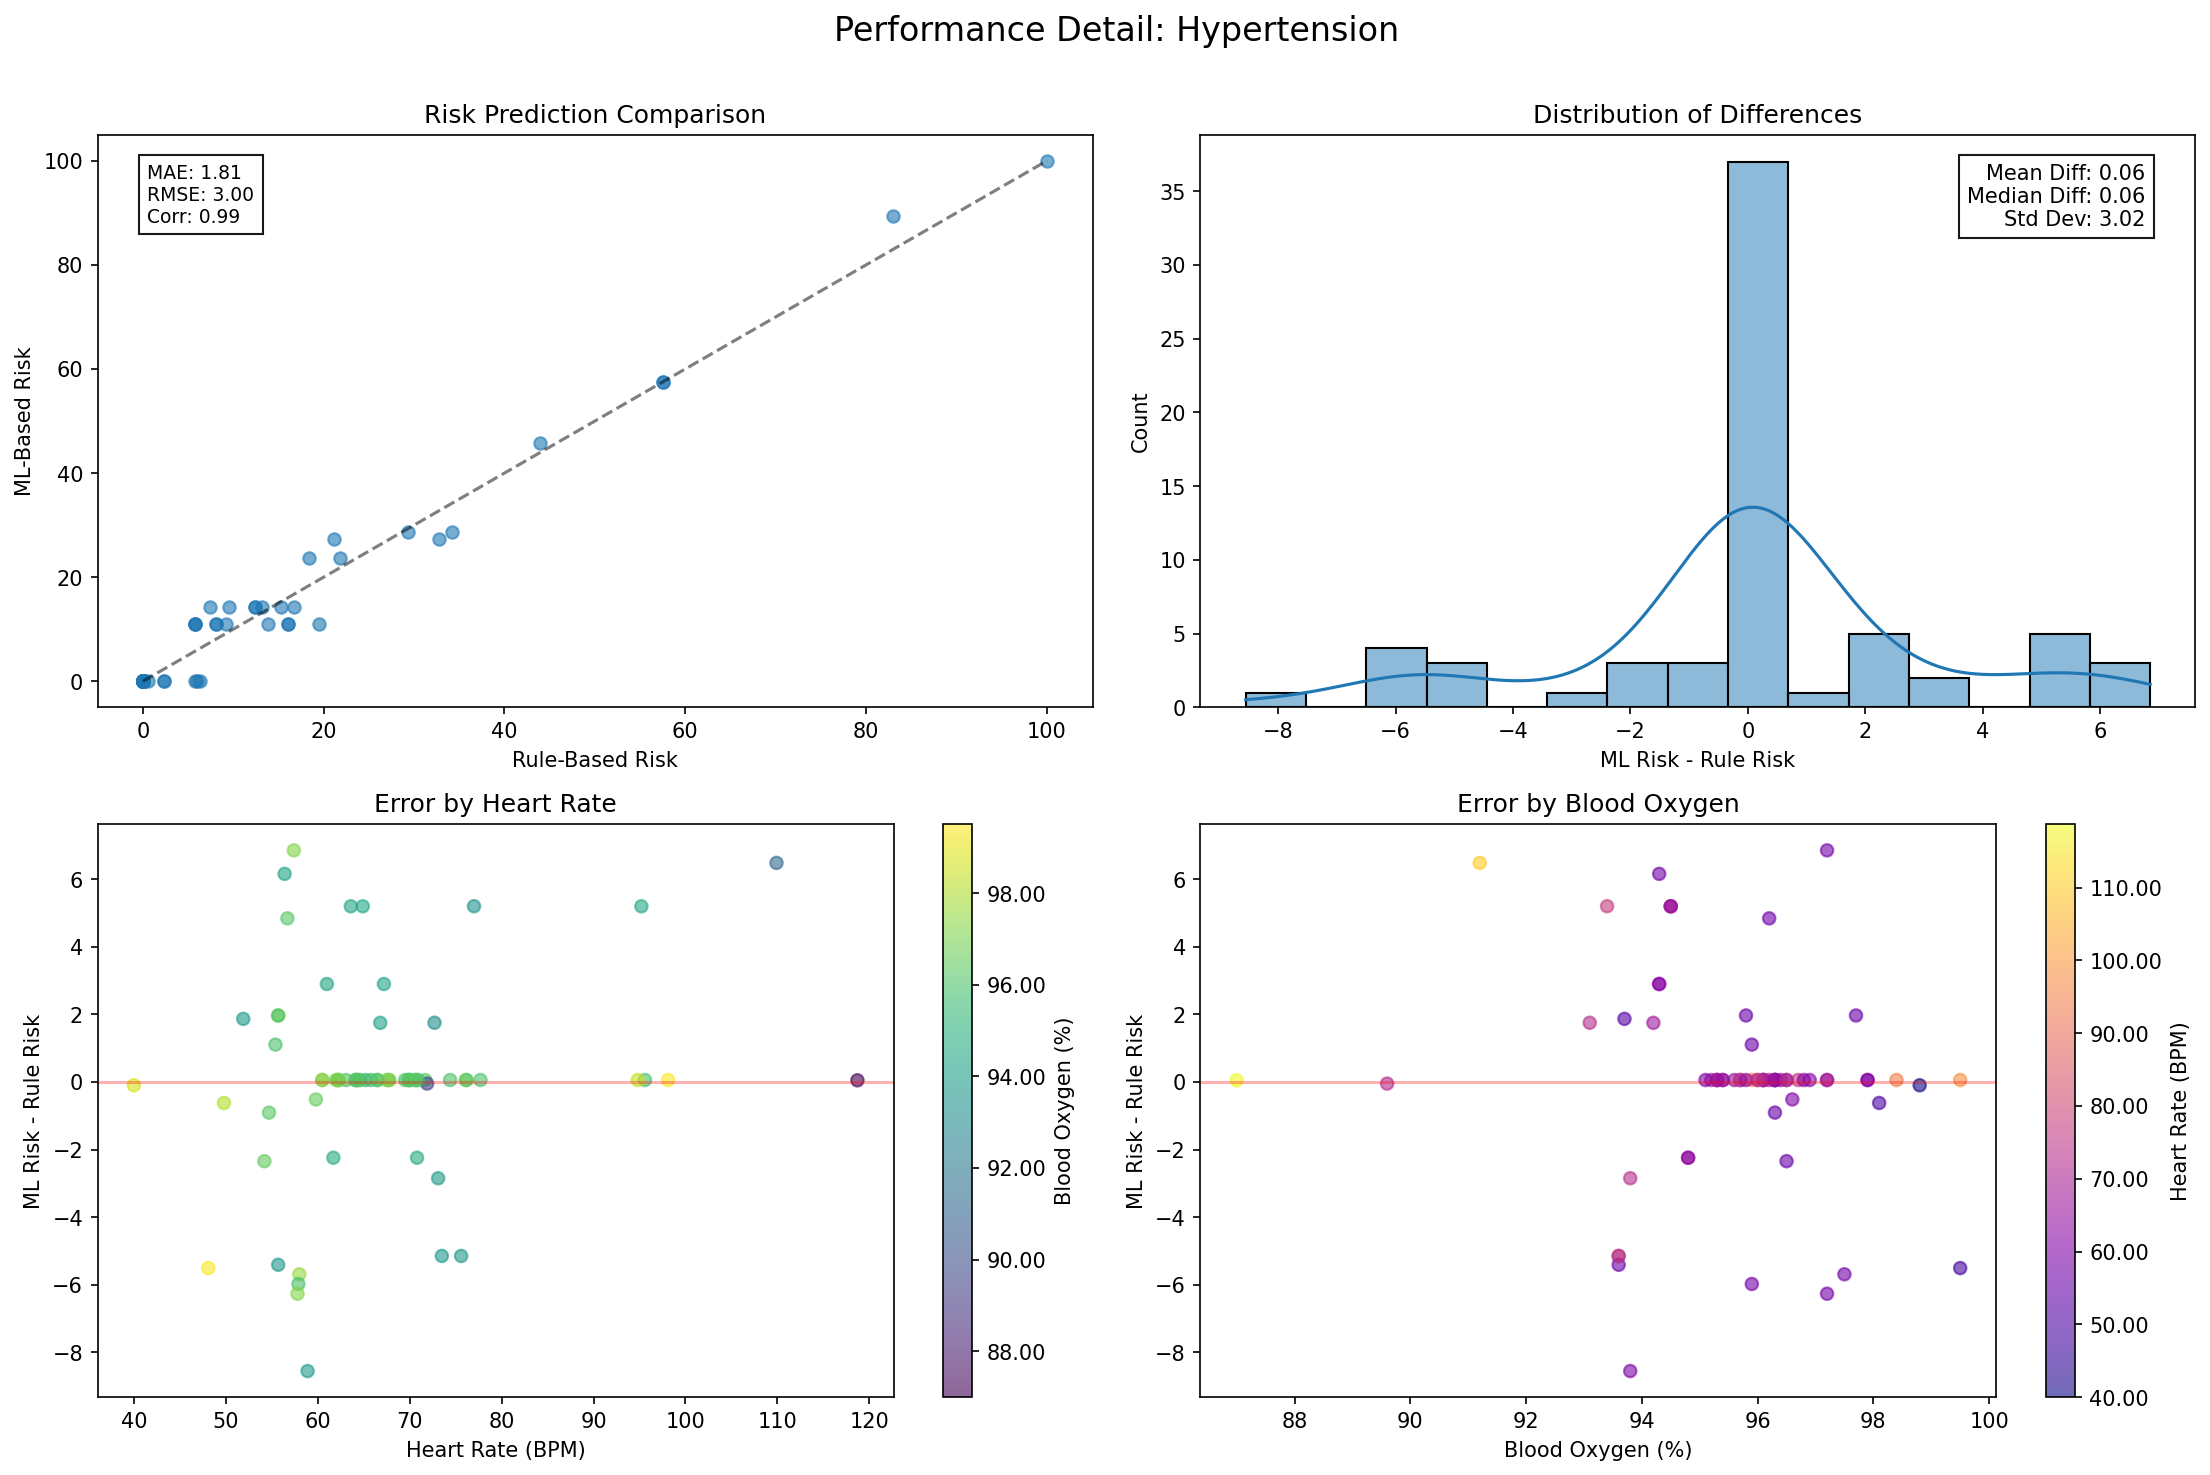 Performance Detail: Hypertension
Risk Prediction Comparison
MAE: 1.81
RMSE: 3.00
Corr: 0.99
100
80
60
40
20
0
ML-Based Risk
0 20 40 60 80 100
Rule-Based Risk
Distribution of Differences
Mean Diff: 0.06
Median Diff: 0.06
Std Dev: 3.02
35
30
25
20
15
10
5
0
Count
−8 −6 −4 −2 0 2 4 6
ML Risk - Rule Risk
Error by Heart Rate
6
4
2
0
−2
−4
−6
−8
ML Risk - Rule Risk
40 50 60 70 80 90 100 110 120
Heart Rate (BPM)
98.00
96.00
94.00
92.00
90.00
88.00
Blood Oxygen (%)
Error by Blood Oxygen
6
4
2
0
−2
−4
−6
−8
ML Risk - Rule Risk
88 90 92 94 96 98 100
Blood Oxygen (%)
110.00
100.00
90.00
80.00
70.00
60.00
50.00
40.00
Heart Rate (BPM)